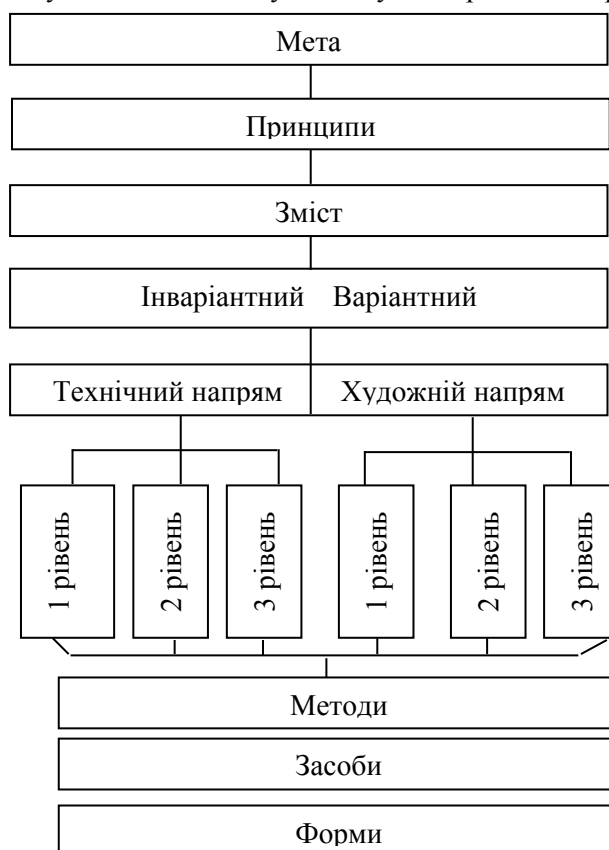 Мета
Принципи
Зміст
Інваріантний Варіантний
Технічний напрям Художній напрям
1 рівень
2 рівень
3 рівень
1 рівень
2 рівень
3 рівень
Методи
Засоби
Форми